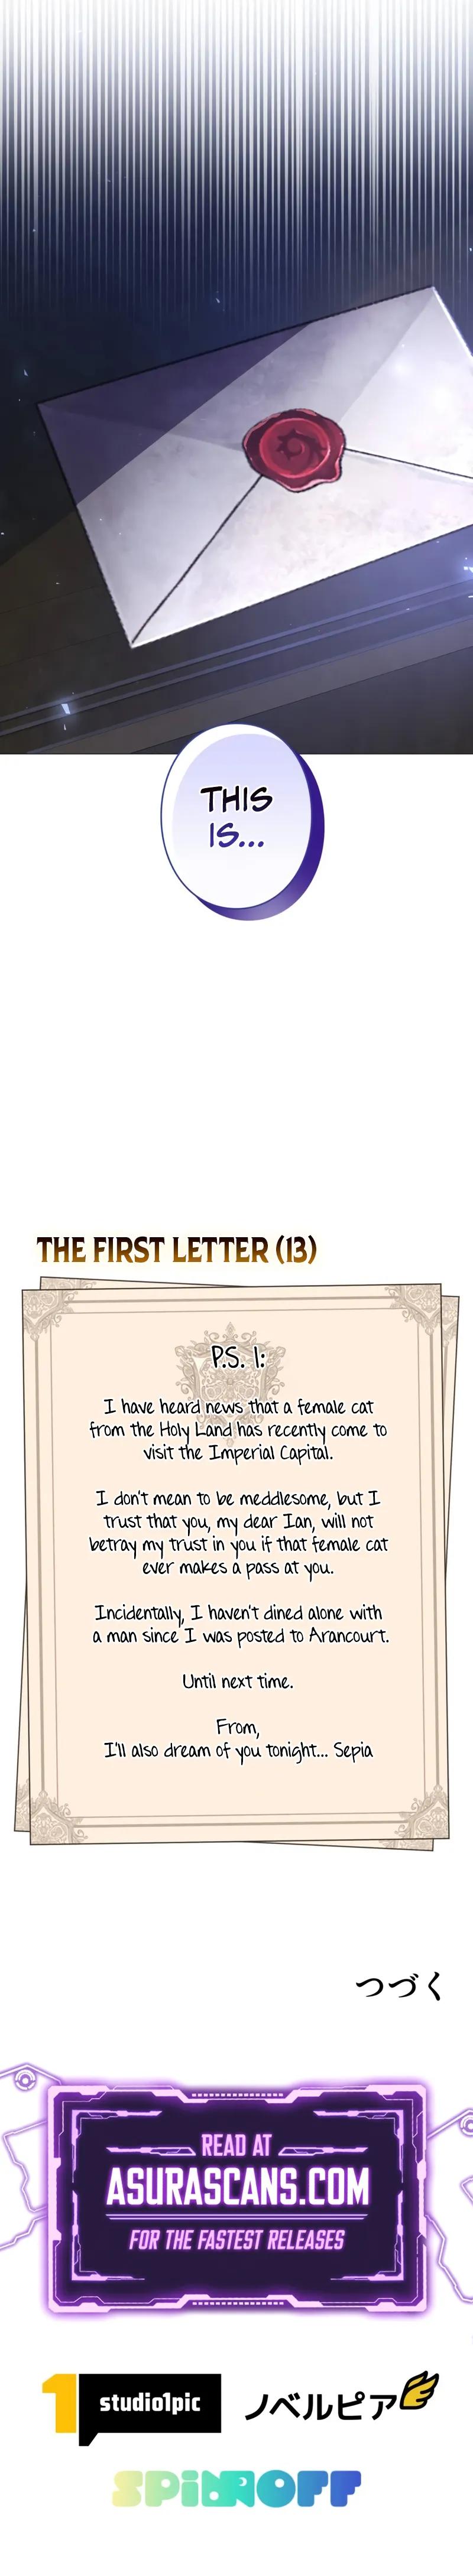 THIS
IS...
THE FIRST LETTER (13)
P.S. 1:
I have heard news that a female cat
from the Holy Land has recently come to
visit the Imperial Capital.
I don't mean to be meddlesome, but I
trust that you, my dear Ian, will not
betray my trust in you if that female cat
ever makes a pass at you.
Incidentally, I haven't dined alone with
a man since I was posted to Arancourt.
Until next time.
From,
I'll also dream of you tonight... Sepia
つづく
READ AT
ASURASCANS.COM
FOR THE FASTEST RELEASES
1 studio1pic ノベルピア
SPINOFF